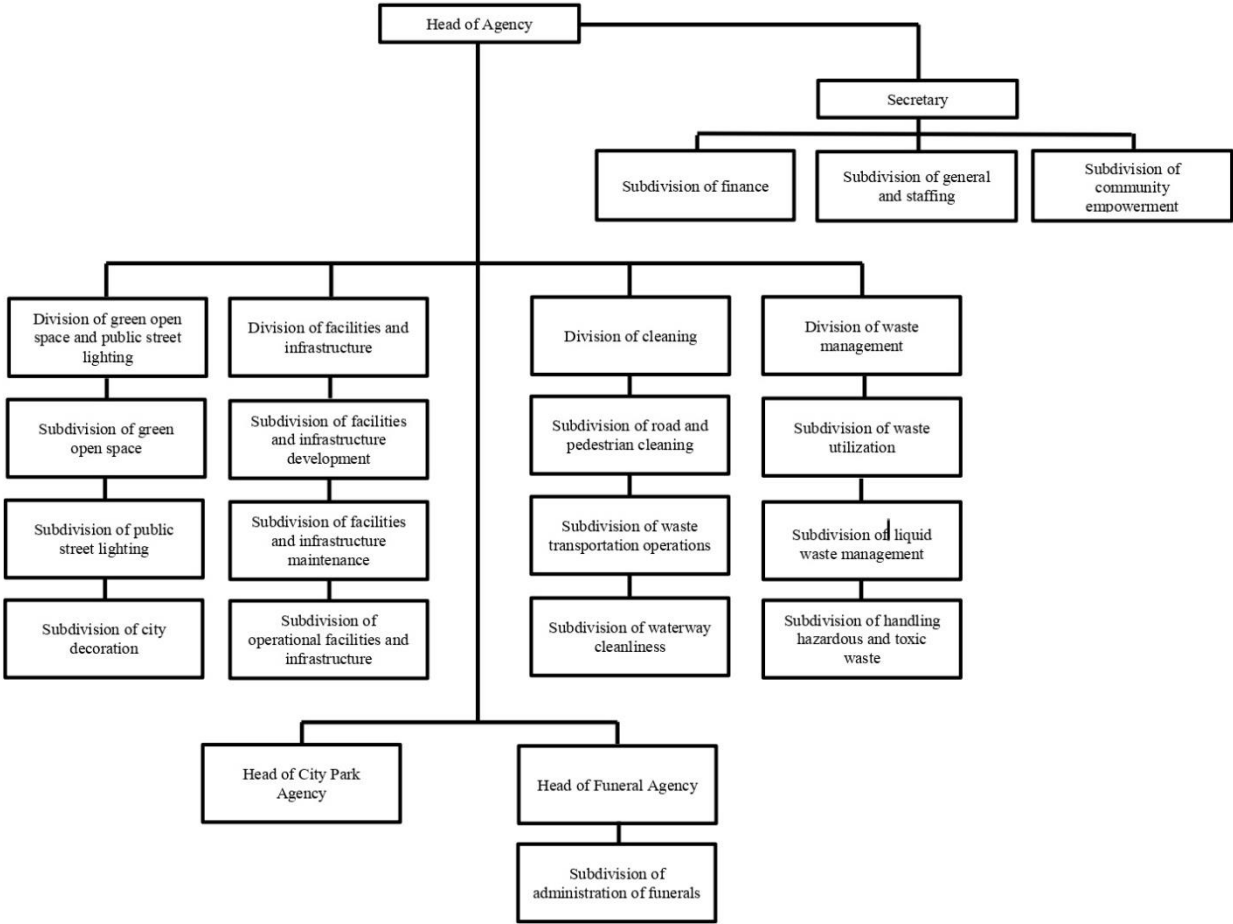 Head of Agency
Secretary
Subdivision of finance
Subdivision of general
and staffing
Subdivision of
community
empowerment
Division of green open
space and public street
lighting
Division of facilities and
infrastructure
Division of cleaning
Division of waste
management
Subdivision of green
open space
Subdivision of facilities
and infrastructure
development
Subdivision of road and
pedestrian cleaning
Subdivision of waste
utilization
Subdivision of public
street lighting
Subdivision of facilities
and infrastructure
maintenance
Subdivision of waste
transportation operations
Subdivision of liquid
waste management
Subdivision of city
decoration
Subdivision of
operational facilities and
infrastructure
Subdivision of waterway
cleanliness
Subdivision of handling
hazardous and toxic
waste
Head of City Park
Agency
Head of Funeral Agency
Subdivision of
administration of funerals